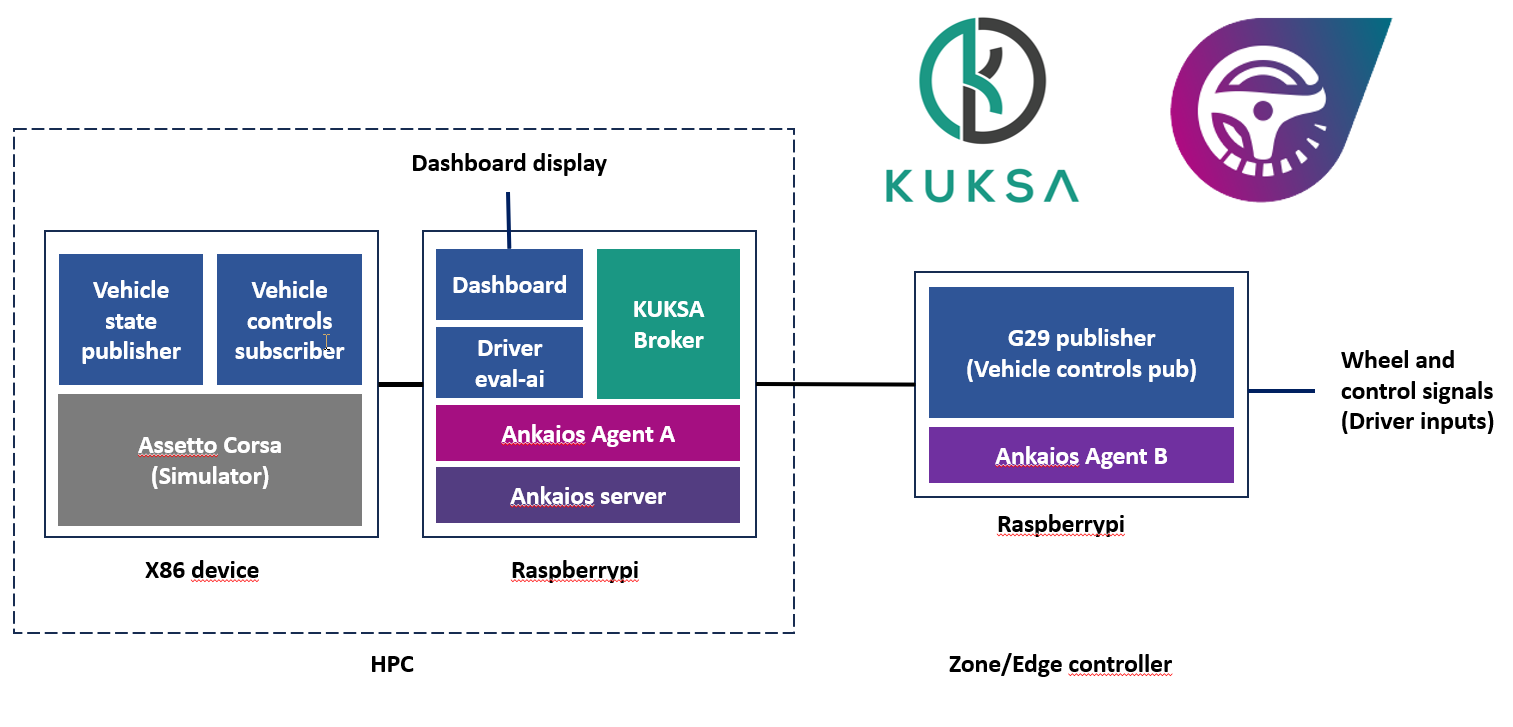 KUKSA
Dashboard display
Vehicle
state
publisher
Vehicle
controls
subscriber
Assetto Corsa
(Simulator)
X86 device
Dashboard
Driver
eval-ai
KUKSA
Broker
Ankaios Agent A
Ankaios server
Raspberrypi
HPC
G29 publisher
(Vehicle controls pub)
Ankaios Agent B
Raspberrypi
Zone/Edge controller
Wheel and
control signals
(Driver inputs)